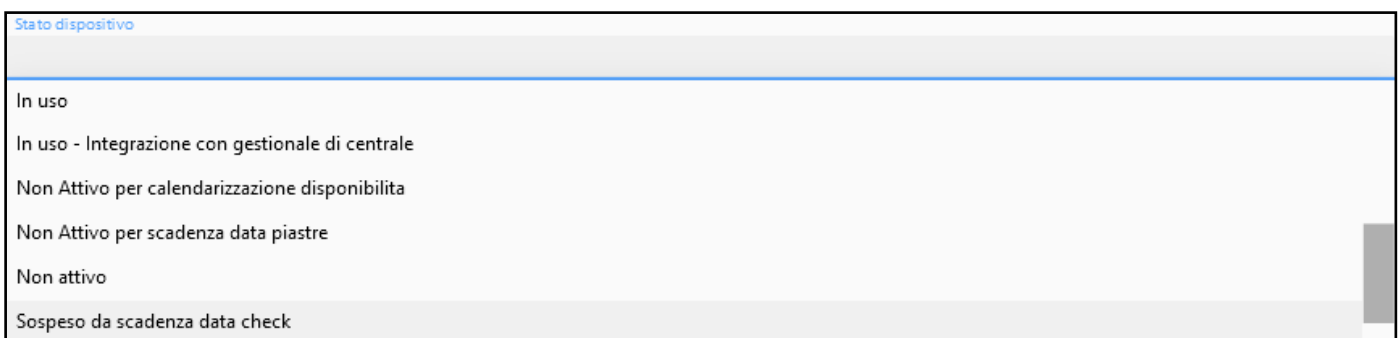 Stato dispositivo
In uso
In uso - Integrazione con gestionale di centrale
Non Attivo per calendarizzazione disponibilita
Non Attivo per scadenza data piastre
Non attivo
Sospeso da scadenza data check